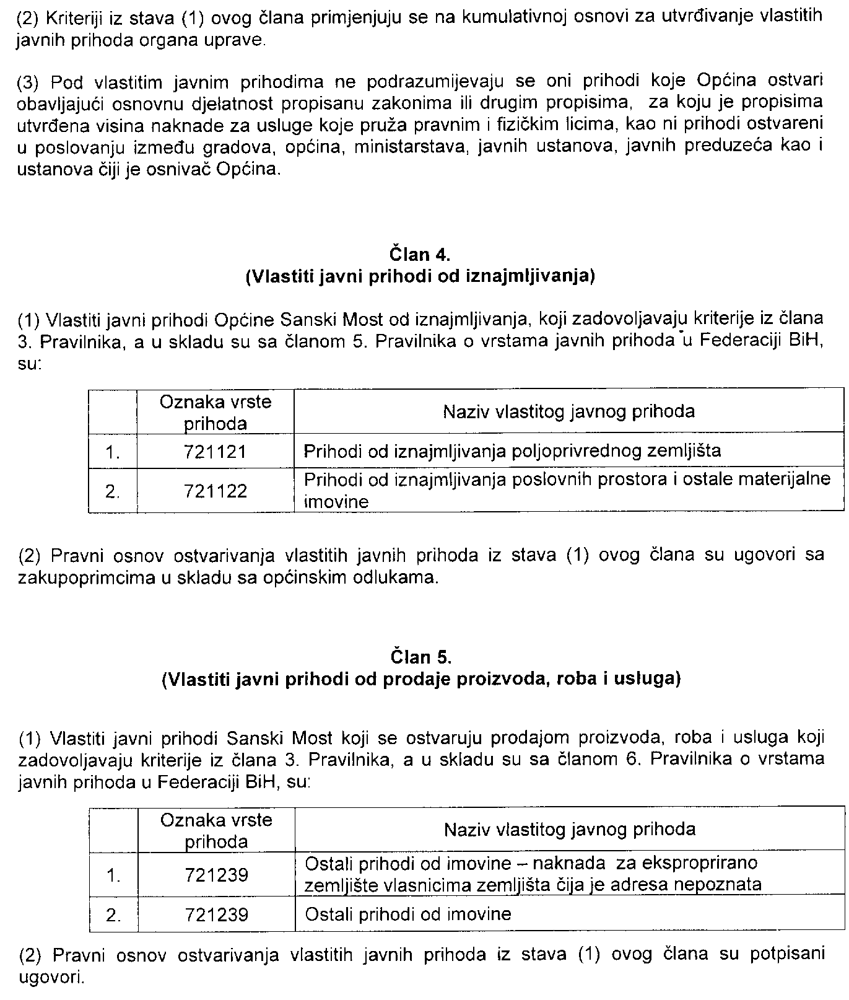 (2) Kriteriji iz stava (1) ovog člana primjenjuju se na kumulativnoj osnovi za utvrđivanje vlastitih
javnih prihoda organa uprave.
(3) Pod vlastitim javnim prihodima ne podrazumijevaju se oni prihodi koje Općina ostvari
obavljajući osnovnu djelatnost propisanu zakonima ili drugim propisima, za koju je propisima
utvrđena visina naknade za usluge koje pruža pravnim i fizičkim licima, kao ni prihodi ostvareni
u poslovanju između gradova, općina, ministarstava, javnih ustanova, javnih preduzeća kao i
ustanova čiji je osnivač Općina.
Član 4.
(Vlastiti javni prihodi od iznajmljivanja)
(1) Vlastiti javni prihodi Općine Sanski Most od iznajmljivanja, koji zadovoljavaju kriterije iz člana
3. Pravilnika, a u skladu su sa članom 5. Pravilnika o vrstama javnih prihoda u Federaciji BiH,
su:
Oznaka vrste
prihoda
Naziv vlastitog javnog prihoda
1. 721121 Prihodi od iznajmljivanja poljoprivrednog zemljišta
2. 721122 Prihodi od iznajmljivanja poslovnih prostora i ostale materijalne
imovine
(2) Pravni osnov ostvarivanja vlastitih javnih prihoda iz stava (1) ovog člana su ugovori sa
zakupoprimcima u skladu sa općinskim odlukama.
Član 5.
(Vlastiti javni prihodi od prodaje proizvoda, roba i usluga)
(1) Vlastiti javni prihodi Sanski Most koji se ostvaruju prodajom proizvoda, roba i usluga koji
zadovoljavaju kriterije iz člana 3. Pravilnika, a u skladu su sa članom 6. Pravilnika o vrstama
javnih prihoda u Federaciji BiH, su:
Oznaka vrste
prihoda
Naziv vlastitog javnog prihoda
1. 721239 Ostali prihodi od imovine – naknada za eksproprirano
zemljište vlasnicima zemljišta čija je adresa nepoznata
2. 721239 Ostali prihodi od imovine
(2) Pravni osnov ostvarivanja vlastitih javnih prihoda iz stava (1) ovog člana su potpisani
ugovori.